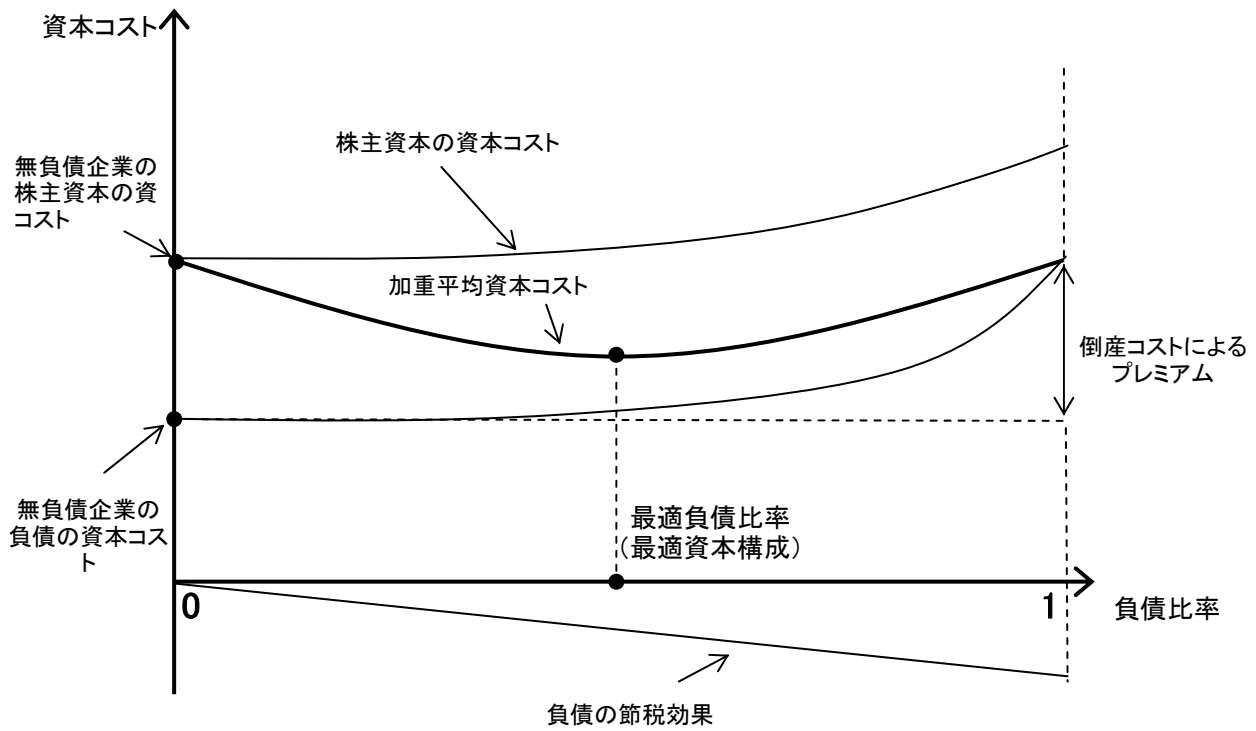 資本コスト
株主資本の資本コスト
無負債企業の
株主資本の資
コスト
加重平均資本コスト
倒産コストによる
プレミアム
無負債企業の
負債の資本コス
ト
最適負債比率
(最適資本構成)
0
1
負債比率
負債の節税効果